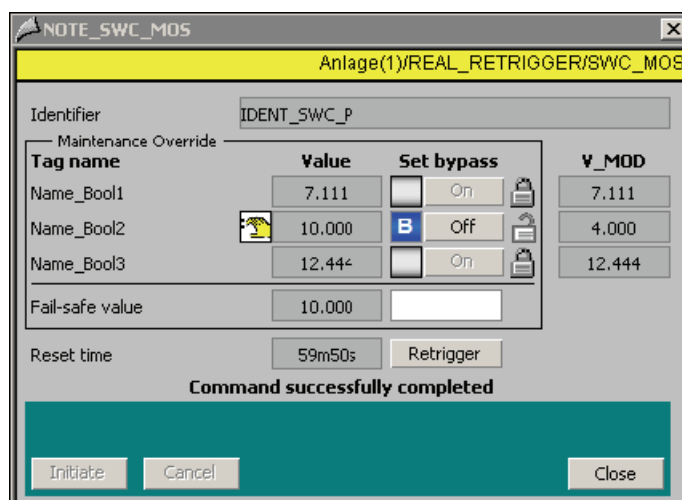 NOTE_SWC_MOS
Anlage(1)/REAL_RETRIGGER/SWC_MOS
Identifier IDENT_SWC_P
Maintenance Override
Tag name Value Set bypass V_MOD
Name_Bool1 7.111 On 7.111
Name_Bool2 10.000 B Off 4.000
Name_Bool3 12.444 On 12.444
Fail-safe value 10.000
Reset time 59m50s Retrigger
Command successfully completed
Initiate Cancel Close